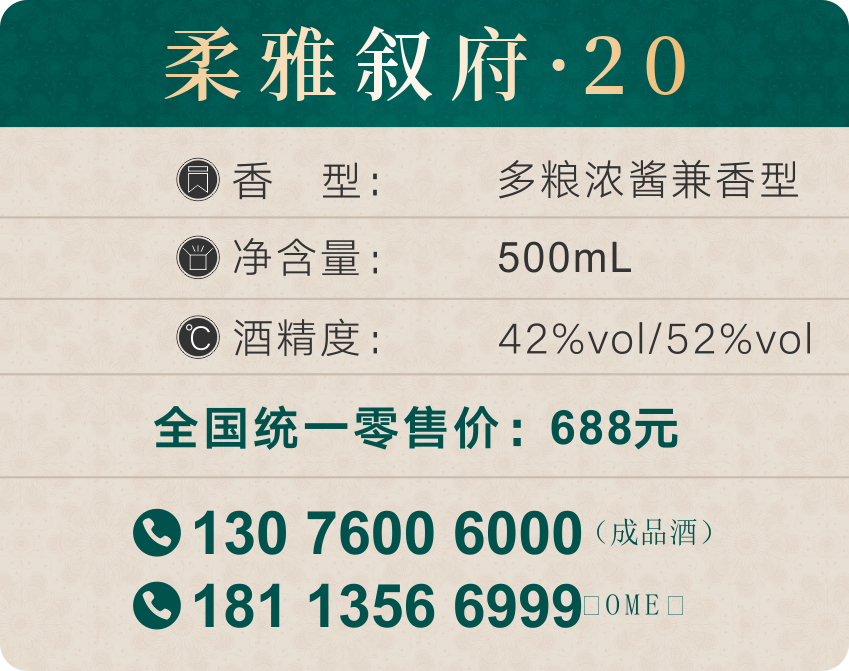 柔雅叙府·20
香 型： 多粮浓酱兼香型
净含量： 500mL
℃ 酒精度： 42%vol/52%vol
全国统一零售价：688元
130 7600 6000（成品酒）
181 1356 6999□OME□